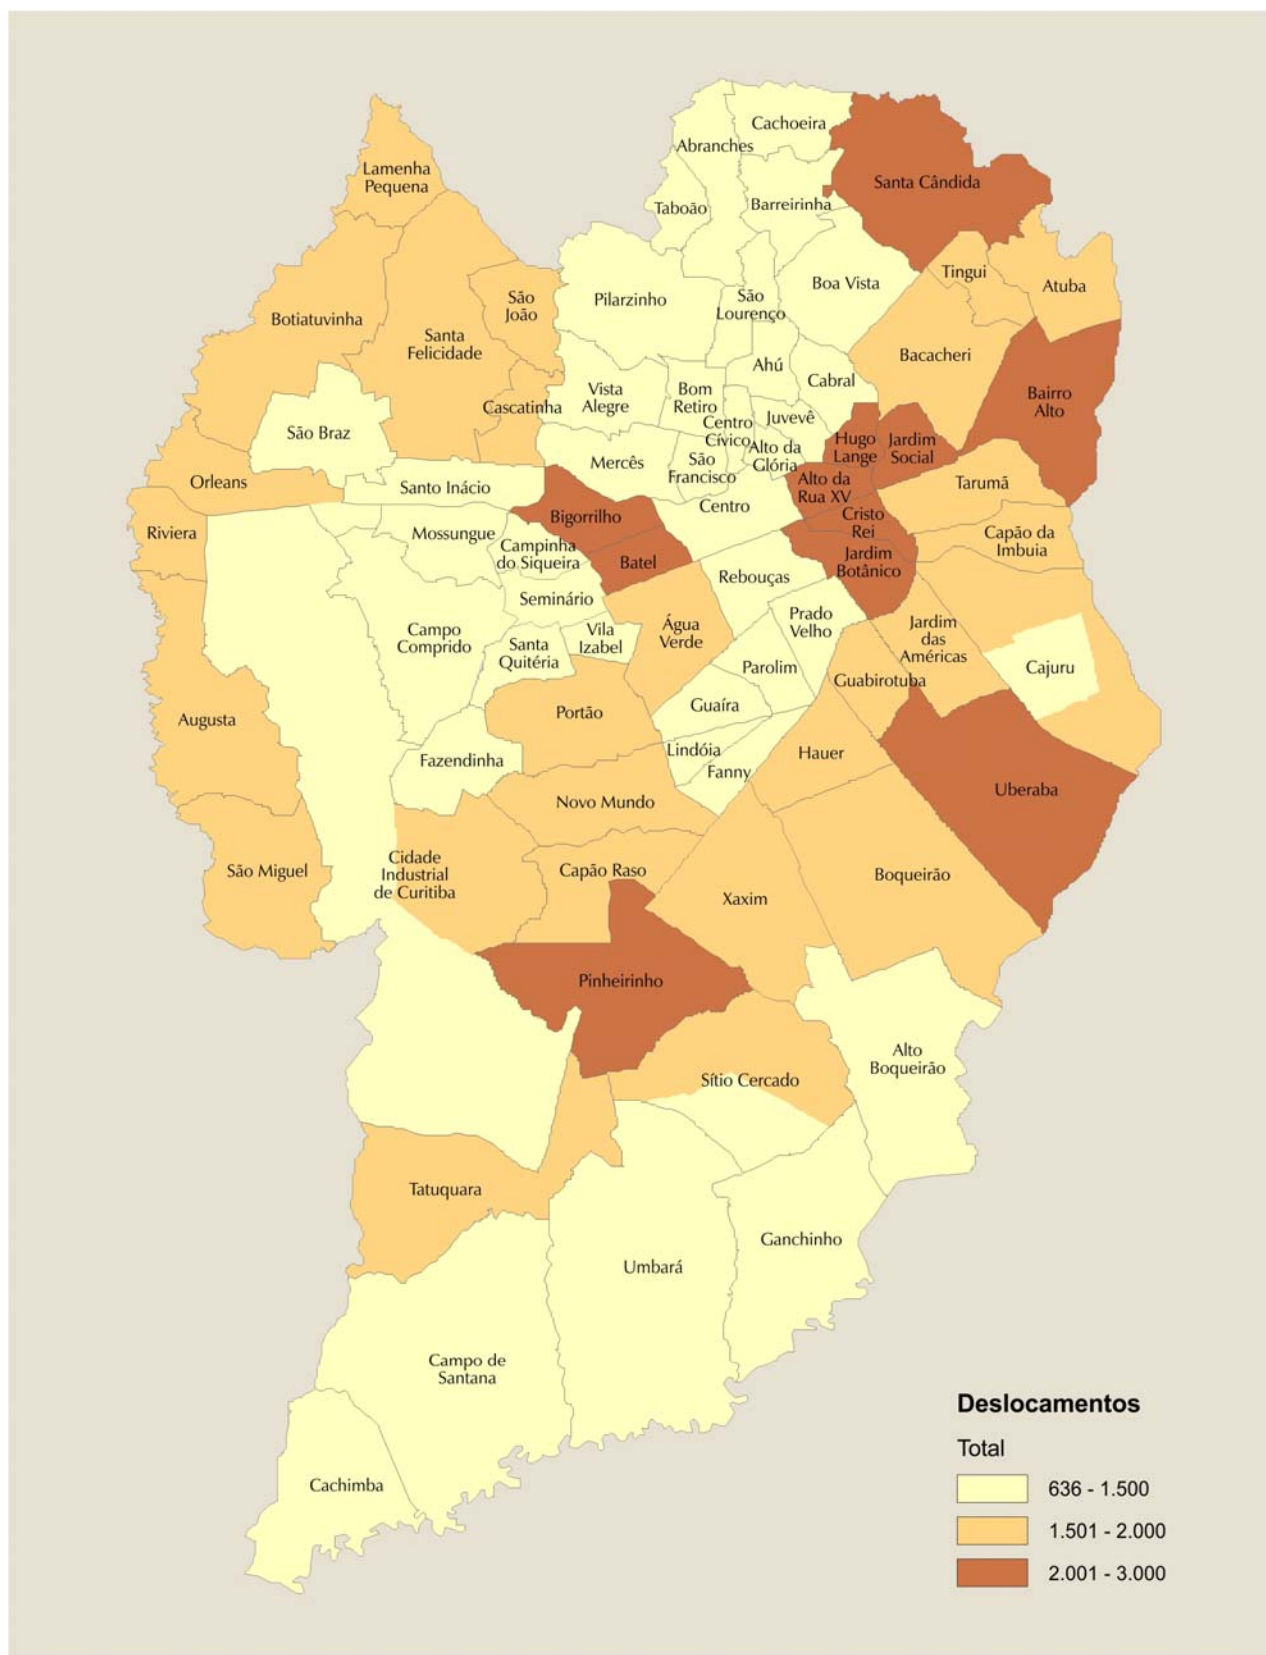 Cachoeira
Abranches
Lamenha
Pequena
Santa Cândida
Taboão
Barreirinha
Tingui
Boa Vista
Atuba
Pilarzinho
São
Lourenço
São
João
Botiatuvinha
Santa
Felicidade
Bacacheri
Ahú
Cabral
Bairro
Alto
Vista
Alegre
Bom
Retiro
Cascatinha
Juvevê
Centro
Cívico
São Braz
Hugo
Lange
Jardim
Social
Alto da
Glória
Mercês
São
Francisco
Orleans
Santo Inácio
Alto da
Rua XV
Tarumã
Centro
Bigorrilho
Cristo
Rei
Riviera
Mossungue
Capão da
Imbuia
Campinha
do Siqueira
Batel
Jardim
Botânico
Rebouças
Seminário
Prado
Velho
Campo
Comprido
Santa
Quitéria
Vila
Izabel
Água
Verde
Jardim
das
Américas
Parolim
Cajuru
Guabirotuba
Guaíra
Portão
Augusta
Lindóia
Hauer
Fazendinha
Fanny
Uberaba
Novo Mundo
Cidade
Industrial
de Curitiba
São Miguel
Capão Raso
Boqueirão
Xaxim
Pinheirinho
Alto
Boqueirão
Sítio Cercado
Tatuquara
Ganchinho
Umbará
Campo de
Santana
Cachimba
Deslocamentos
Total
636 - 1.500
1.501 - 2.000
2.001 - 3.000